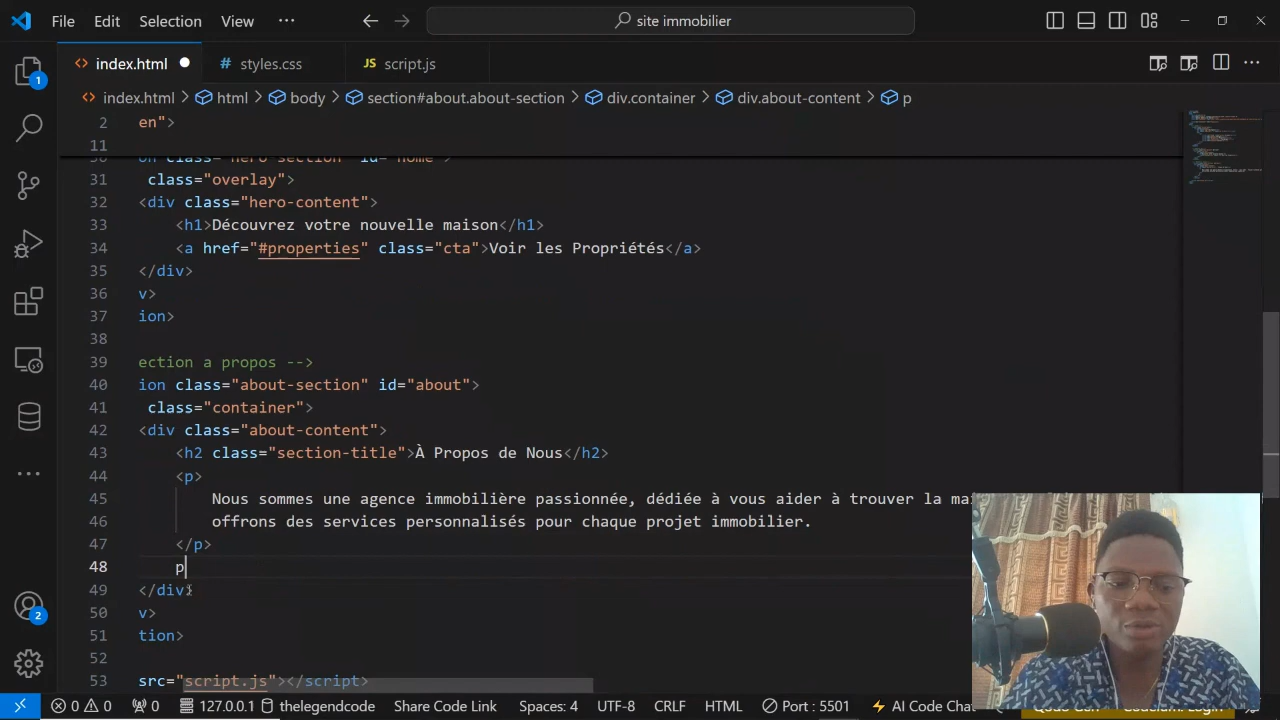 File Edit Selection View ··· site immobilier
index.html styles.css JS script.js
index.html > html > body > section#about.about-section > div.container > div.about-content > p
1
2 en">
11
31 class="overlay">
32 <div class="hero-content">
33 <h1>Découvrez votre nouvelle maison</h1>
34 <a href="#properties" class="cta">Voir les Propriétés</a>
35 </div>
36 v>
37 ion>
38
39 ection a propos -->
40 ion class="about-section" id="about">
41 class="container">
42 <div class="about-content">
43 <h2 class="section-title">À Propos de Nous</h2>
44 <p>
45 Nous sommes une agence immobilière passionnée, dédiée à vous aider à trouver la
46 offrons des services personnalisés pour chaque projet immobilier.
47 </p>
48 p
49 </div>
50 v>
51 tion>
52
53 src="script.js"></script>
2
0 0 0 127.0.0.1 thelegendcode Share Code Link Spaces: 4 UTF-8 CRLF HTML Port : 5501 AI Code Chat